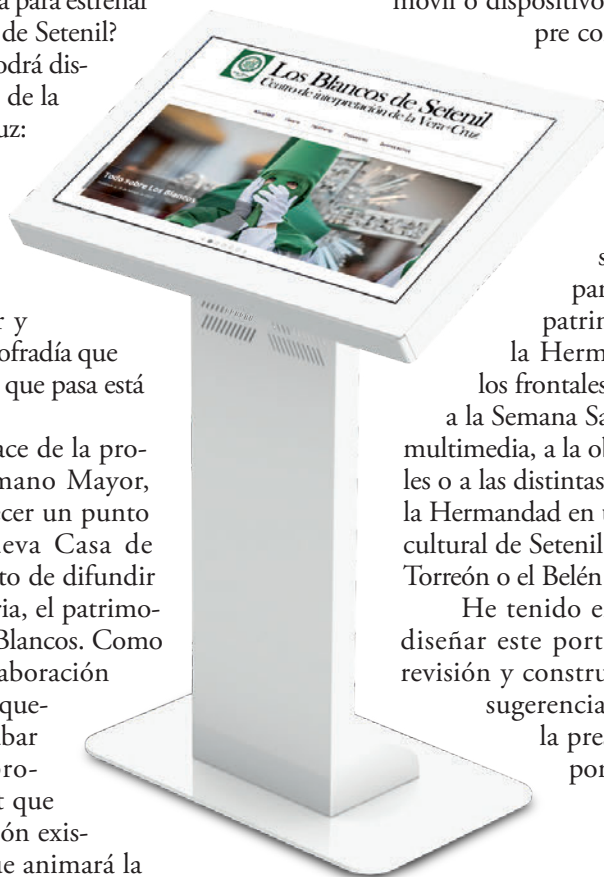 a para estrenar
de Setenil?
odrá dis-
de la
uz:
r y
ofradía que
que pasa está
ace de la pro-
mano Mayor,
ecer un punto
eva Casa de
to de difundir
ria, el patrimo-
Blancos. Como
aboración
que-
bar
ro-
t que
ón exis-
ue animará la
Los Blancos de Setenil
Centro de interpretación de la Vera+Cruz
Todo sobre Los Blancos
móvil o dispositivo
pre co
s
par
patrim
la Herm
los frontales
a la Semana Sa
multimedia, a la ob
les o a las distintas
la Hermandad en u
cultural de Setenil
Torreón o el Belén
He tenido e
diseñar este port
revisión y constru
sugerencia
la pres
por